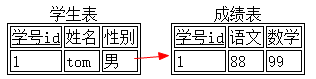 学生表
学号id 姓名 性别
1 tom 男
成绩表
学号id 语文 数学
1 88 99